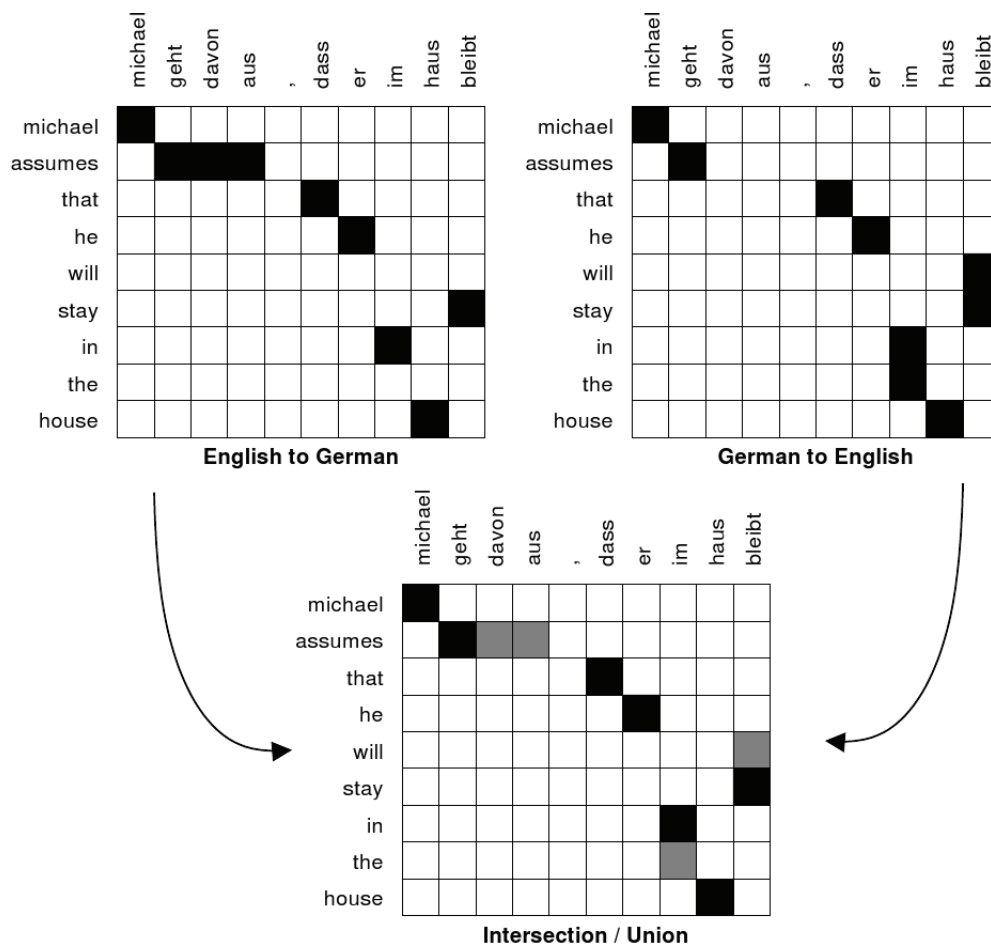 michael geht davon aus , dass er im haus bleibt
michael
assumes
that
he
will
stay
in
the
house
English to German
michael geht davon aus , dass er im haus bleibt
michael
assumes
that
he
will
stay
in
the
house
German to English
michael geht davon aus , dass er im haus bleibt
michael
assumes
that
he
will
stay
in
the
house
Intersection / Union